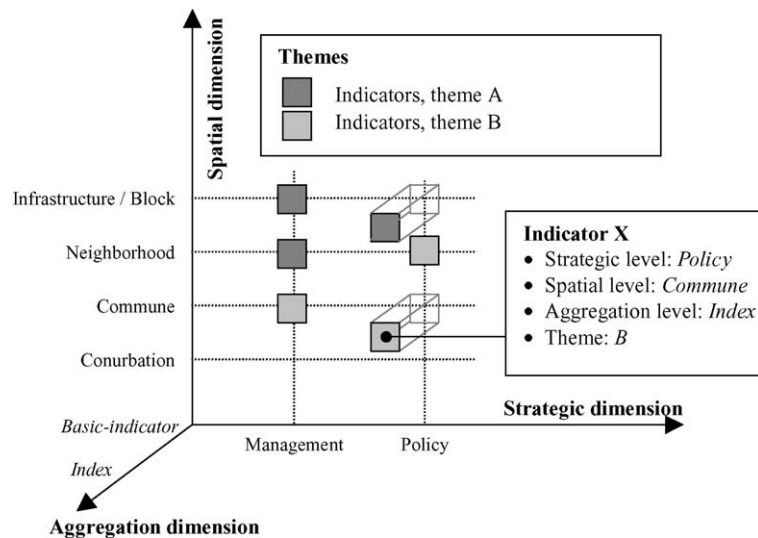 Spatial dimension
Themes
Indicators, theme A
Indicators, theme B
Infrastructure / Block
Neighborhood
Commune
Conurbation
Indicator X
• Strategic level: Policy
• Spatial level: Commune
• Aggregation level: Index
• Theme: B
Basic-indicator
Strategic dimension
Management
Policy
Index
Aggregation dimension